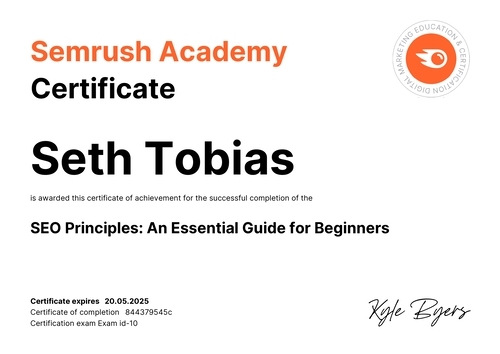 Semrush Academy
Certificate
MARKETING EDUCATION & CERTIFICATION DIGITAL
Seth Tobias
is awarded this certificate of achievement for the successful completion of the
SEO Principles: An Essential Guide for Beginners
Certificate expires 20.05.2025
Certificate of completion 844379545c
Certification exam Exam id-10
Kyle Byers